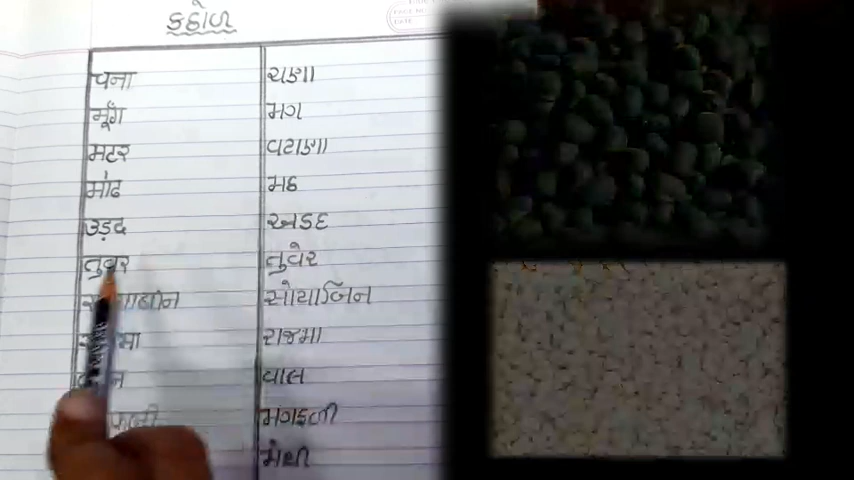 કઠોળ
चना ચણા
मूँग મગ
मटर વટાણા
मोठ મઠ
उड़द અડદ
तुवर તુવેર
સોયાબિન
રાજમા
વાલ
મગફળી
મેથી